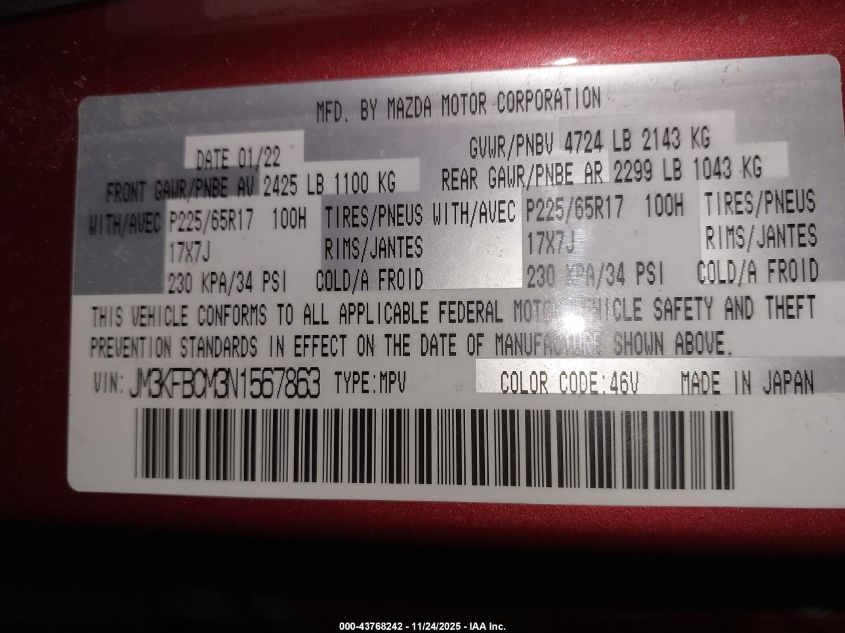 MFD. BY MAZDA MOTOR CORPORATION
DATE 01/22 GVWR/PNBV 4724 LB 2143 KG
FRONT GAWR/PNBE AV 2425 LB 1100 KG REAR GAWR/PNBE AR 2299 LB 1043 KG
WITH/AVEC P225/65R17 100H TIRES/PNEUS WITH/AVEC P225/65R17 100H TIRES/PNEUS
17X7J RIMS/JANTES 17X7J RIMS/JANTES
230 KPA/34 PSI COLD/A FROID 230 KPA/34 PSI COLD/A FROID
THIS VEHICLE CONFORMS TO ALL APPLICABLE FEDERAL MOTOR VEHICLE SAFETY AND THEFT
PREVENTION STANDARDS IN EFFECT ON THE DATE OF MANUFACTURE SHOWN ABOVE.
VIN: JM3KFBCM3N1567863 TYPE:MPV COLOR CODE:46V MADE IN JAPAN
000-43768242 - 11/24/2025 - IAA Inc.